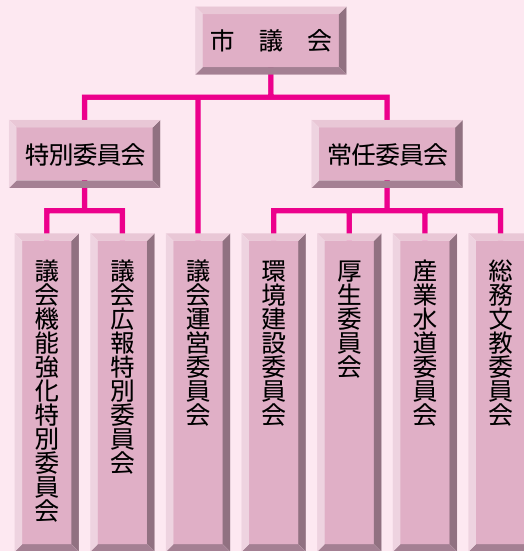 市　議　会
特別委員会
常任委員会
議会機能強化特別委員会
議会広報特別委員会
議会運営委員会
環境建設委員会
厚生委員会
産業水道委員会
総務文教委員会